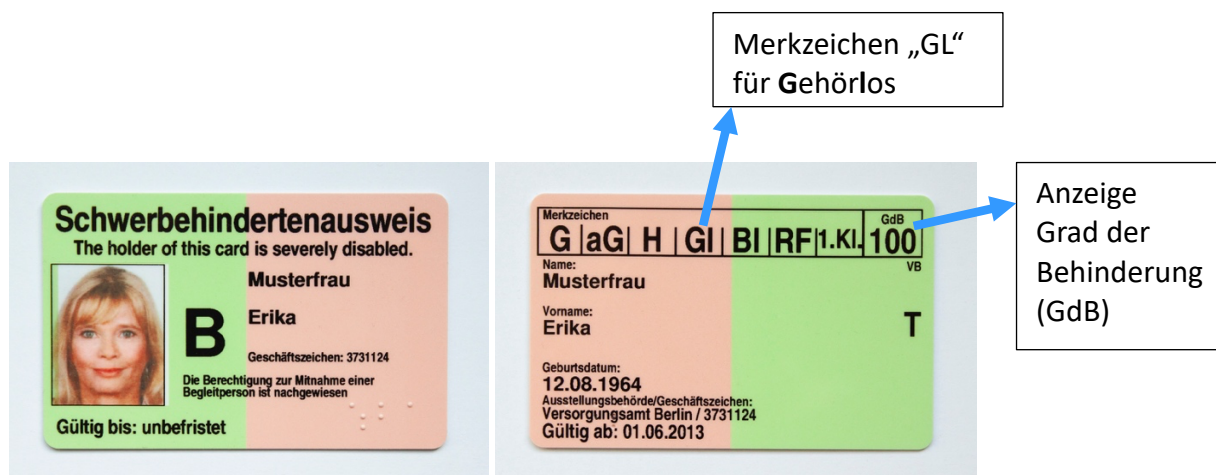 Merkzeichen „GL“
für Gehörlos
Schwerbehindertenausweis
The holder of this card is severely disabled.
Musterfrau
Erika
B
Geschäftszeichen: 3731124
Die Berechtigung zur Mitnahme einer
Begleitperson ist nachgewiesen
Gültig bis: unbefristet
Merkzeichen
GdB
G |aG| H |Gl| Bl |RF|1.Kl. 100
Name:
VB
Musterfrau
Vorname:
Erika
T
Geburtsdatum:
12.08.1964
Ausstellungsbehörde/Geschäftszeichen:
Versorgungsamt Berlin / 3731124
Gültig ab: 01.06.2013
Anzeige
Grad der
Behinderung
(GdB)